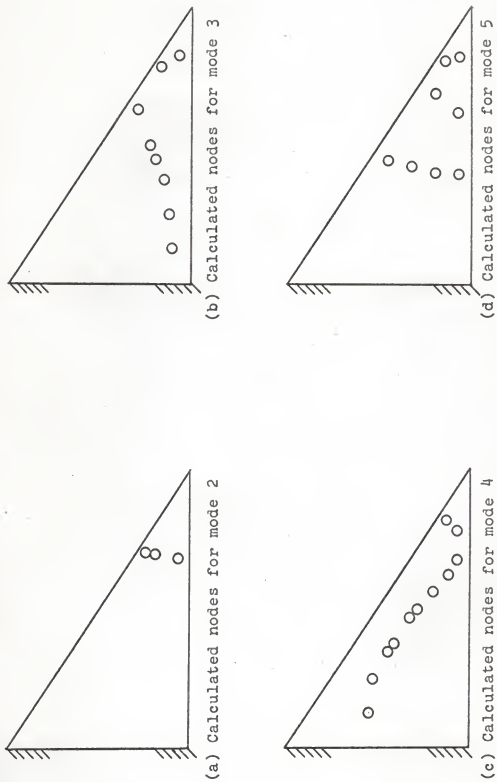 (a) Calculated nodes for mode 2
(b) Calculated nodes for mode 3
(c) Calculated nodes for mode 4
(d) Calculated nodes for mode 5